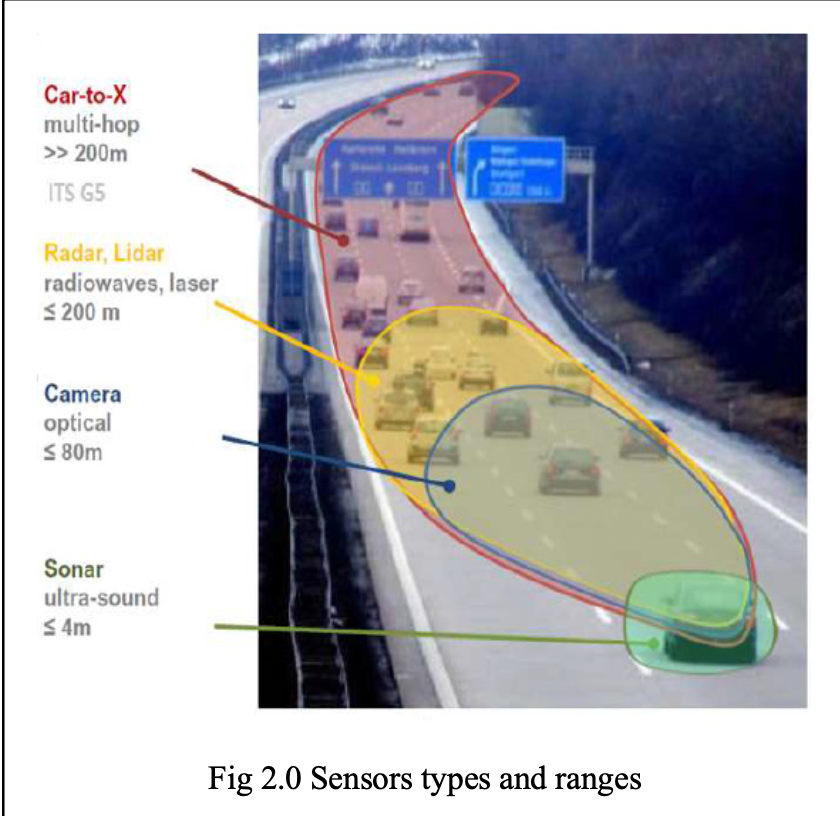 Car-to-X
multi-hop
>> 200m
ITS G5
Radar, Lidar
radiowaves, laser
≤ 200 m
Camera
optical
≤ 80m
Sonar
ultra-sound
≤ 4m
Fig 2.0 Sensors types and ranges